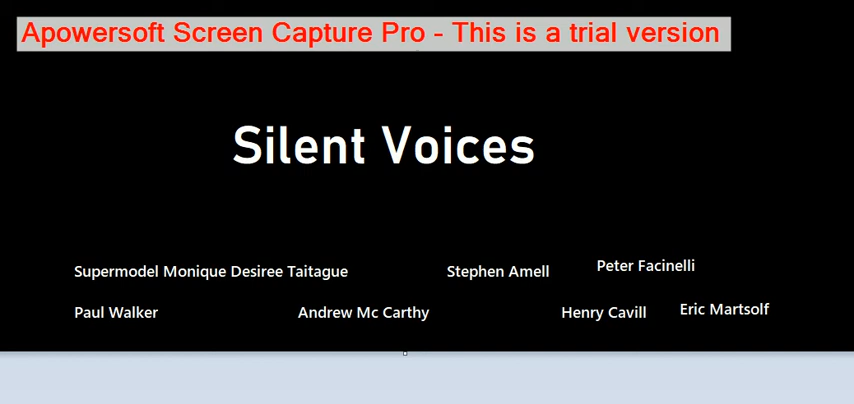 Apowersoft Screen Capture Pro - This is a trial version
Silent Voices
Supermodel Monique Desiree Taitague Stephen Amell Peter Facinelli
Paul Walker Andrew Mc Carthy Henry Cavill Eric Martsolf